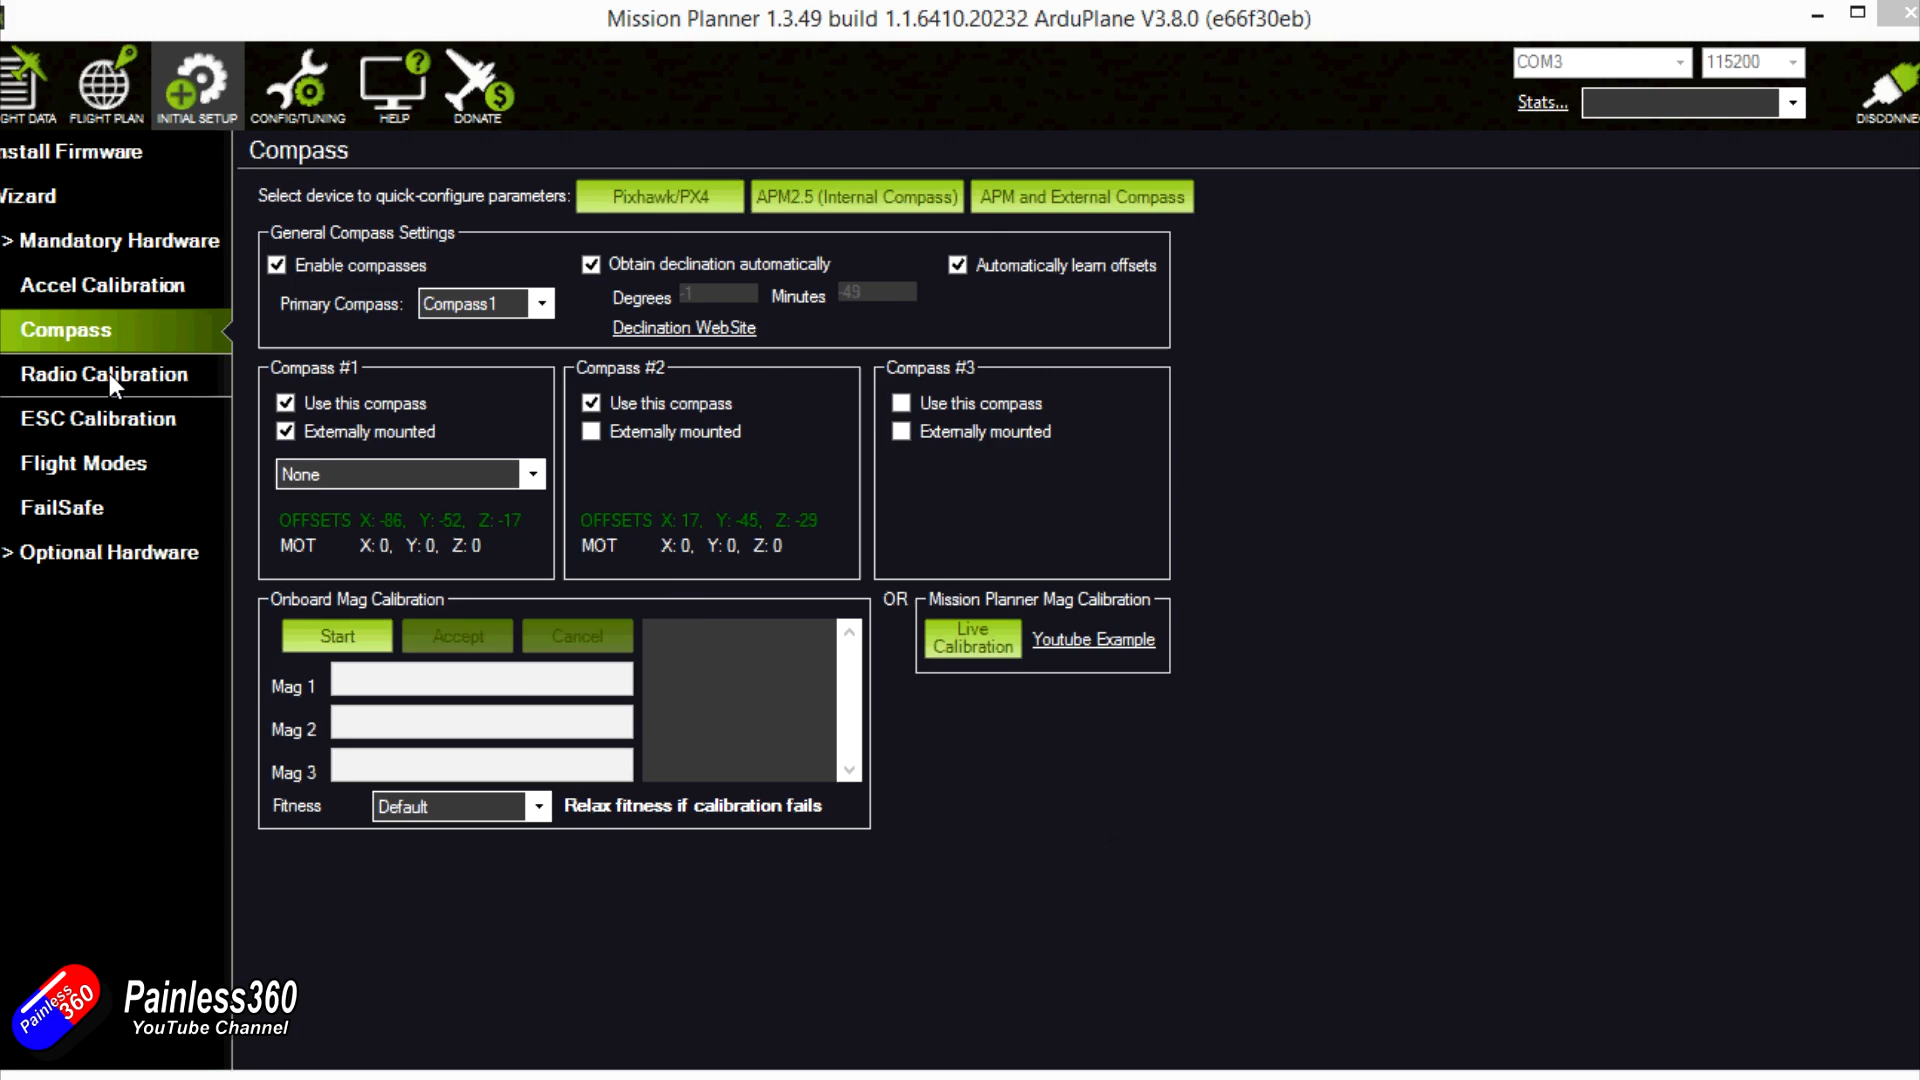 Mission Planner 1.3.49 build 1.1.6410.20232 ArduPlane V3.8.0 (e66f30eb)
GHT DATA FLIGHT PLAN INITIAL SETUP CONFIG/TUNING HELP DONATE
COM3 115200
Stats...
DISCONNE
nstall Firmware
Vizard
> Mandatory Hardware
Accel Calibration
Compass
Radio Calibration
ESC Calibration
Flight Modes
FailSafe
> Optional Hardware
Compass
Select device to quick-configure parameters: Pixhawk/PX4 APM2.5 (Internal Compass) APM and External Compass
General Compass Settings
Enable compasses Obtain declination automatically Automatically learn offsets
Primary Compass: Compass1 Degrees -1 Minutes -49
Declination WebSite
Compass #1
Use this compass
Externally mounted
None
OFFSETS X: -86, Y: -52, Z: -17
MOT X: 0, Y: 0, Z: 0
Compass #2
Use this compass
Externally mounted
OFFSETS X: 17, Y: -45, Z: -29
MOT X: 0, Y: 0, Z: 0
Compass #3
Use this compass
Externally mounted
Onboard Mag Calibration
Start Accept Cancel
Mag 1
Mag 2
Mag 3
Fitness Default Relax fitness if calibration fails
OR
Mission Planner Mag Calibration
Live
Calibration
Youtube Example
Painless
360
Painless360
YouTube Channel